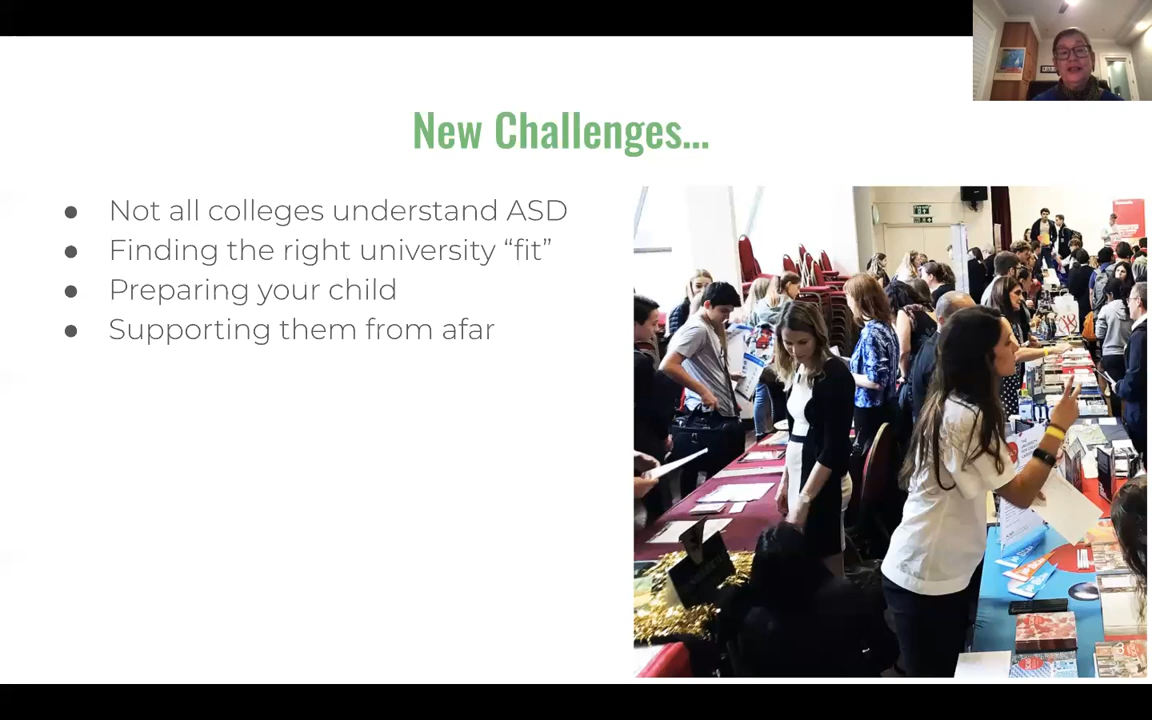 New Challenges...
● Not all colleges understand ASD
● Finding the right university “fit”
● Preparing your child
● Supporting them from afar